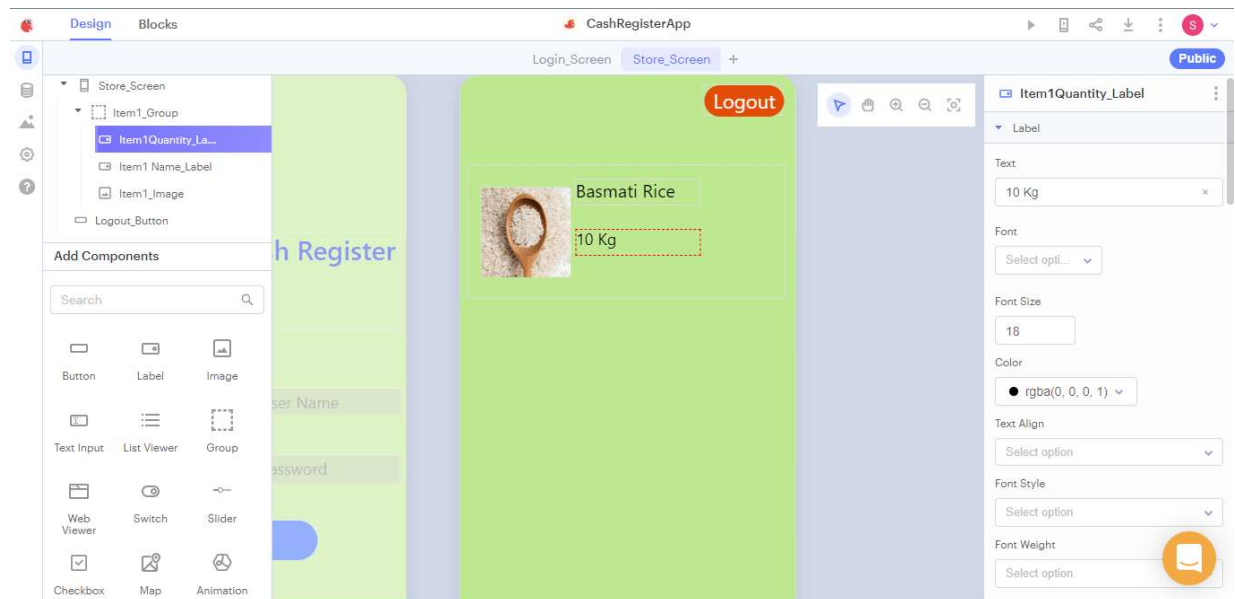 Design Blocks CashRegisterApp S
Login_Screen Store_Screen + Public
Store_Screen
Item1_Group
Item1Quantity_La...
Item1 Name_Label
Item1_Image
Logout_Button
Add Components
Search
Button Label Image
Text Input List Viewer Group
Web Viewer Switch Slider
Checkbox Map Animation
h Register
ser Name
assword
Logout
Basmati Rice
10 Kg
Item1Quantity_Label
Label
Text
10 Kg ×
Font
Select opti...
Font Size
18
Color
rgba(0, 0, 0, 1)
Text Align
Select option
Font Style
Select option
Font Weight
Select option